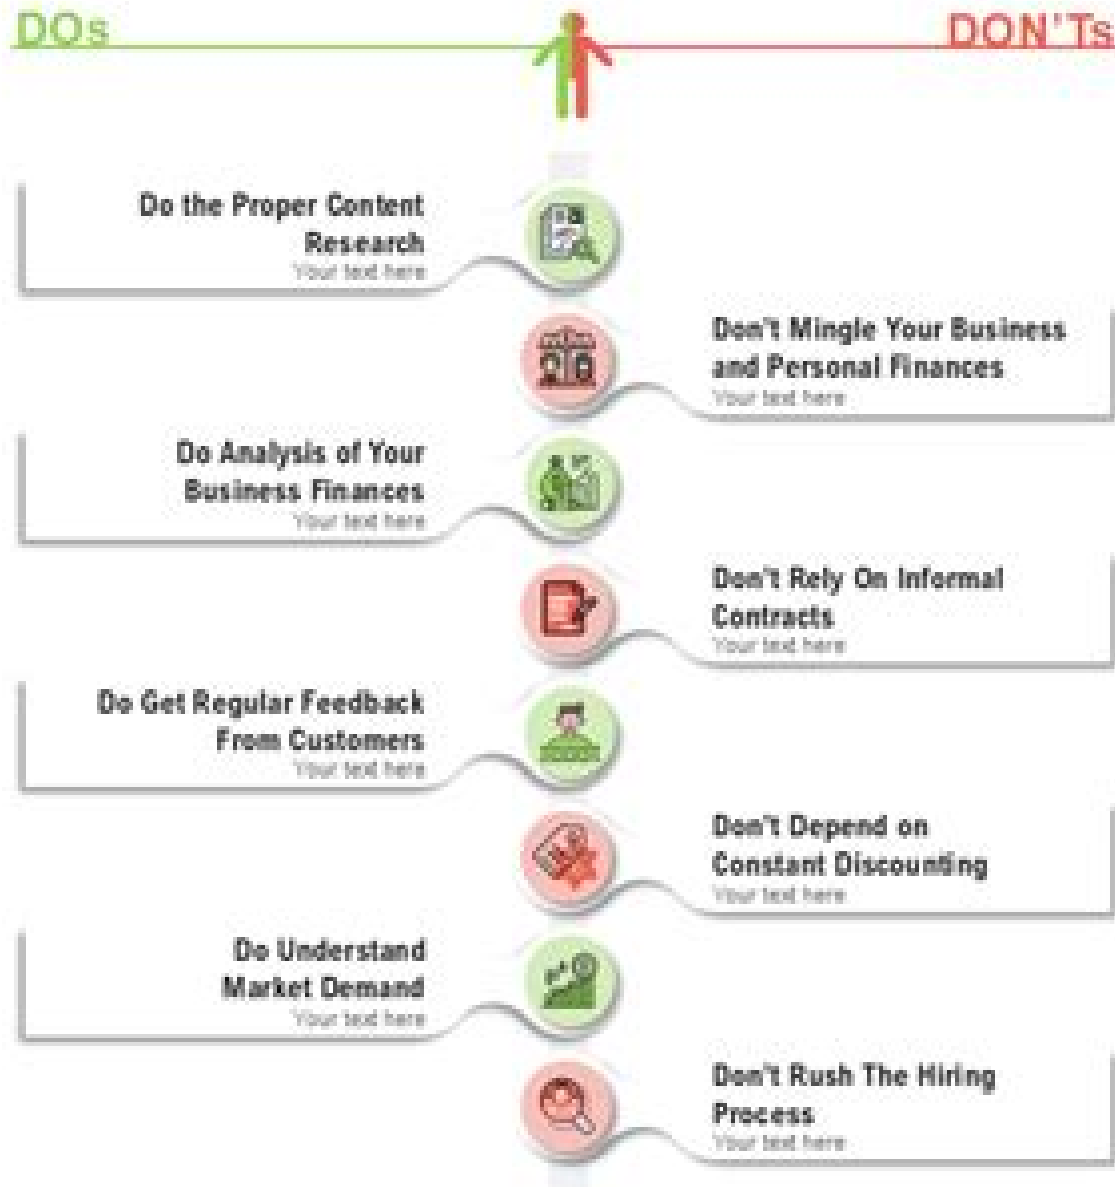 DOs
DON'Ts
Do the Proper Content
Research
Your text here
Don't Mingle Your Business
and Personal Finances
Your text here
Do Analysis of Your
Business Finances
Your text here
Don't Rely On Informal
Contracts
Your text here
Do Get Regular Feedback
From Customers
Your text here
Don't Depend on
Constant Discounting
Your text here
Do Understand
Market Demand
Your text here
Don't Rush The Hiring
Process
Your text here